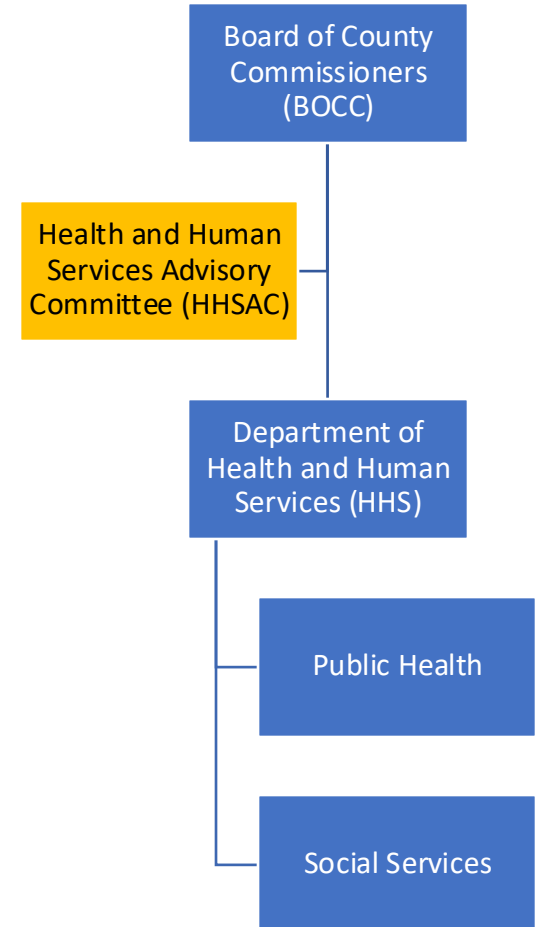 Board of County
Commissioners
(BOCC)
Health and Human
Services Advisory
Committee (HHSAC)
Department of
Health and Human
Services (HHS)
Public Health
Social Services